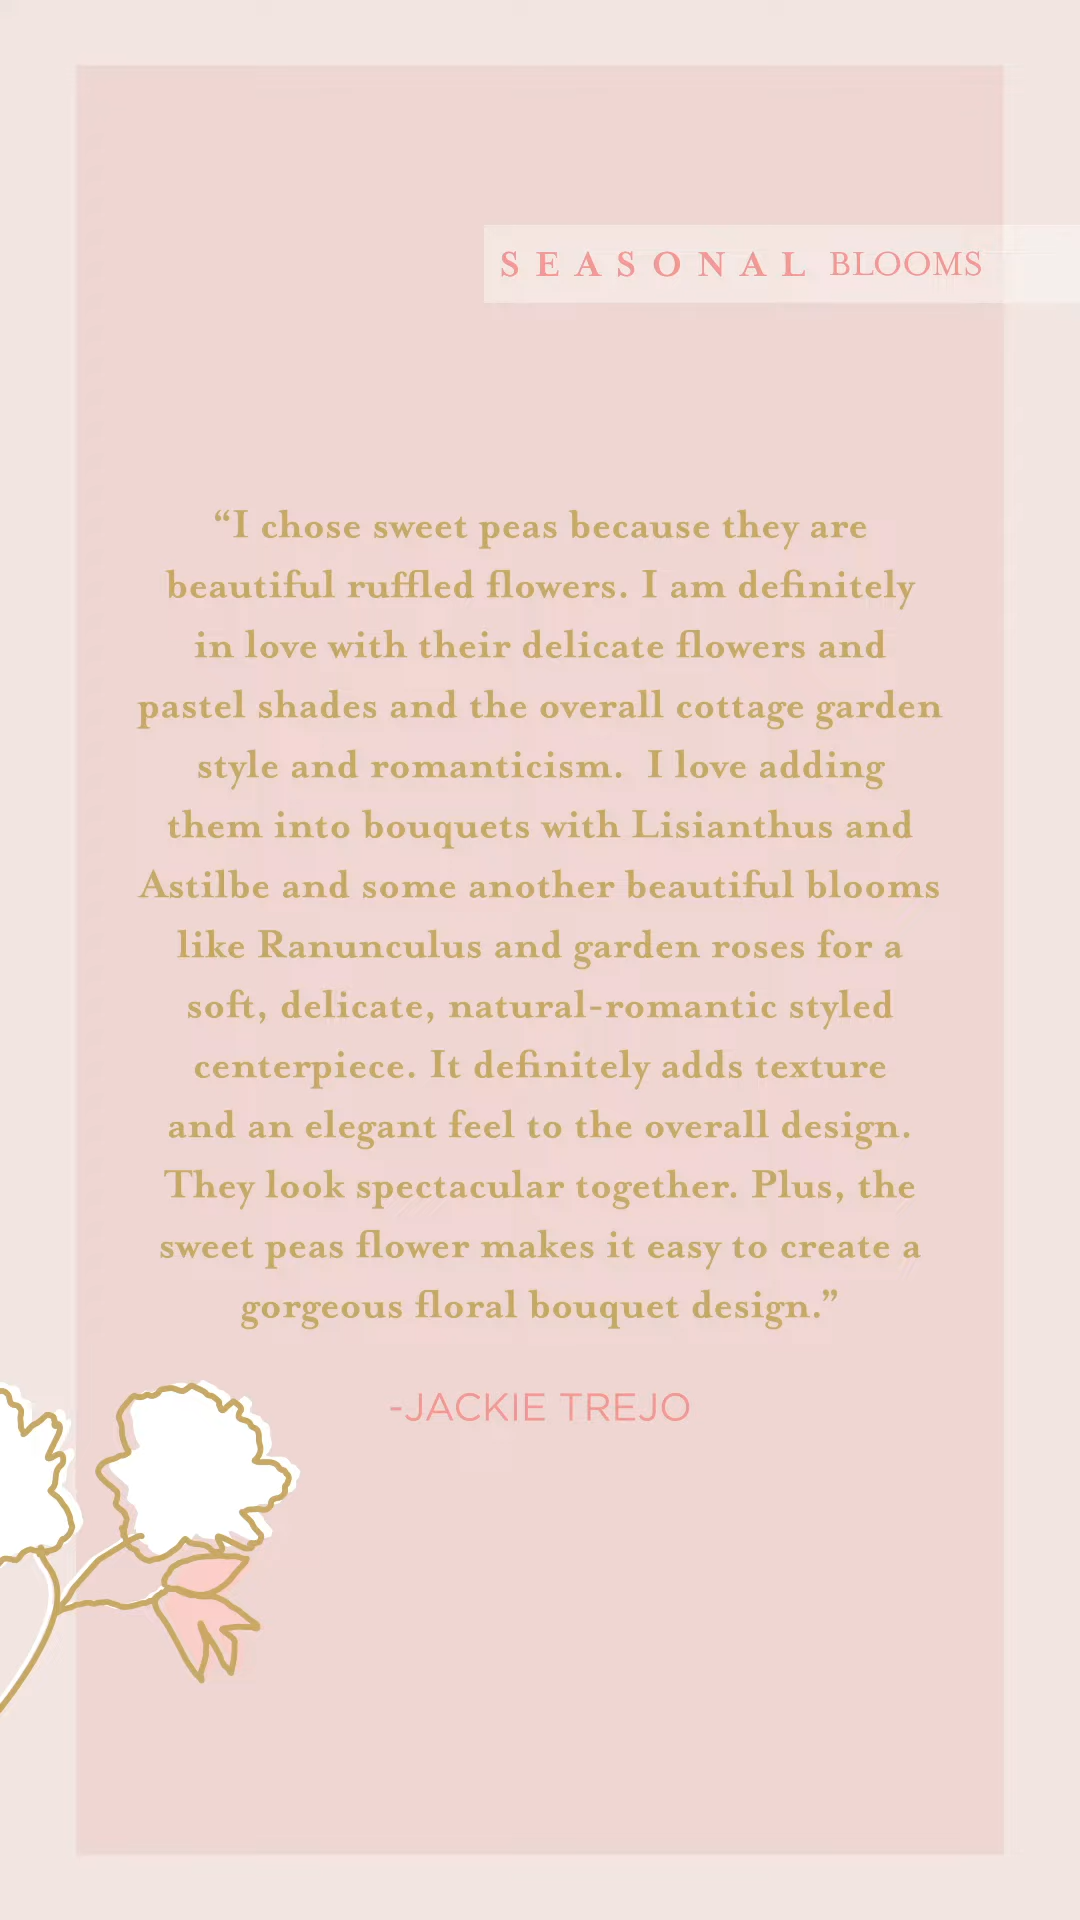 SEASONAL BLOOMS
“I chose sweet peas because they are
beautiful ruffled flowers. I am definitely
in love with their delicate flowers and
pastel shades and the overall cottage garden
style and romanticism.  I love adding
them into bouquets with Lisianthus and
Astilbe and some another beautiful blooms
like Ranunculus and garden roses for a
soft, delicate, natural-romantic styled
centerpiece. It definitely adds texture
and an elegant feel to the overall design.
They look spectacular together. Plus, the
sweet peas flower makes it easy to create a
gorgeous floral bouquet design.”
-JACKIE TREJO